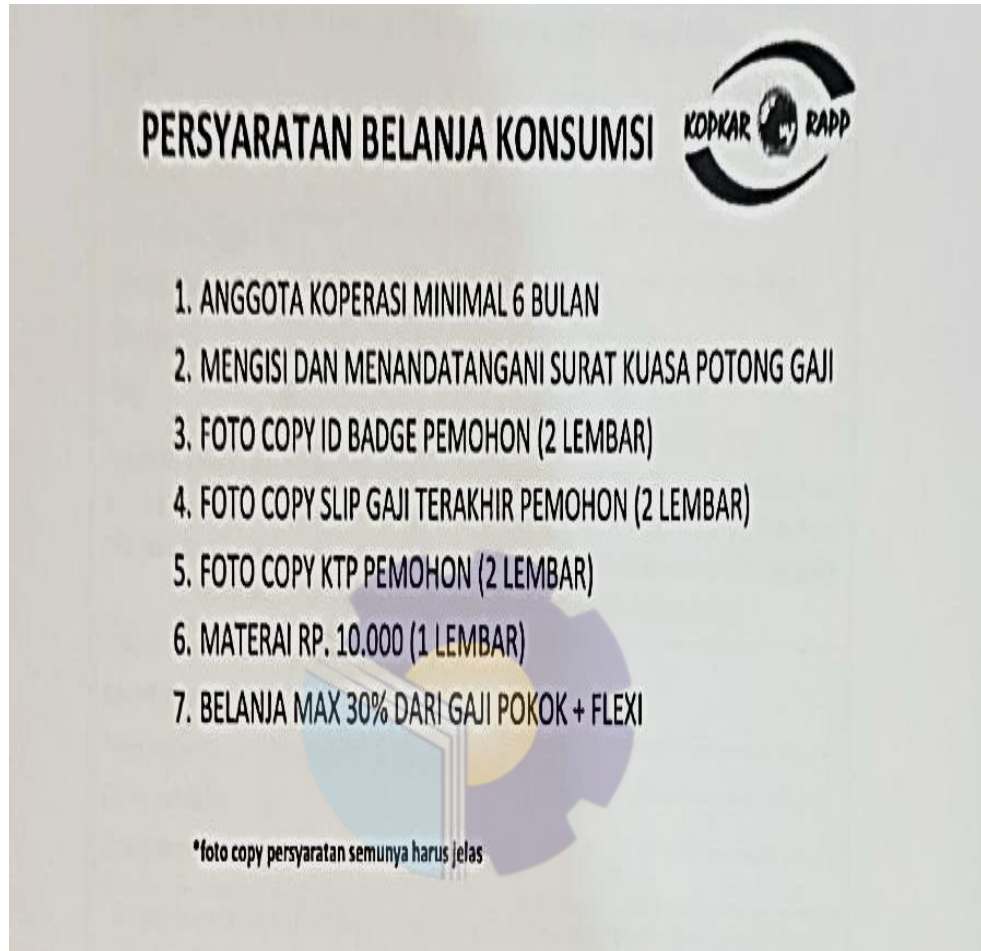 PERSYARATAN BELANJA KONSUMSI
KOPKAR RAPP
1. ANGGOTA KOPERASI MINIMAL 6 BULAN
2. MENGISI DAN MENANDATANGANI SURAT KUASA POTONG GAJI
3. FOTO COPY ID BADGE PEMOHON (2 LEMBAR)
4. FOTO COPY SLIP GAJI TERAKHIR PEMOHON (2 LEMBAR)
5. FOTO COPY KTP PEMOHON (2 LEMBAR)
6. MATERAI RP. 10.000 (1 LEMBAR)
7. BELANJA MAX 30% DARI GAJI POKOK + FLEXI
*foto copy persyaratan semunya harus jelas